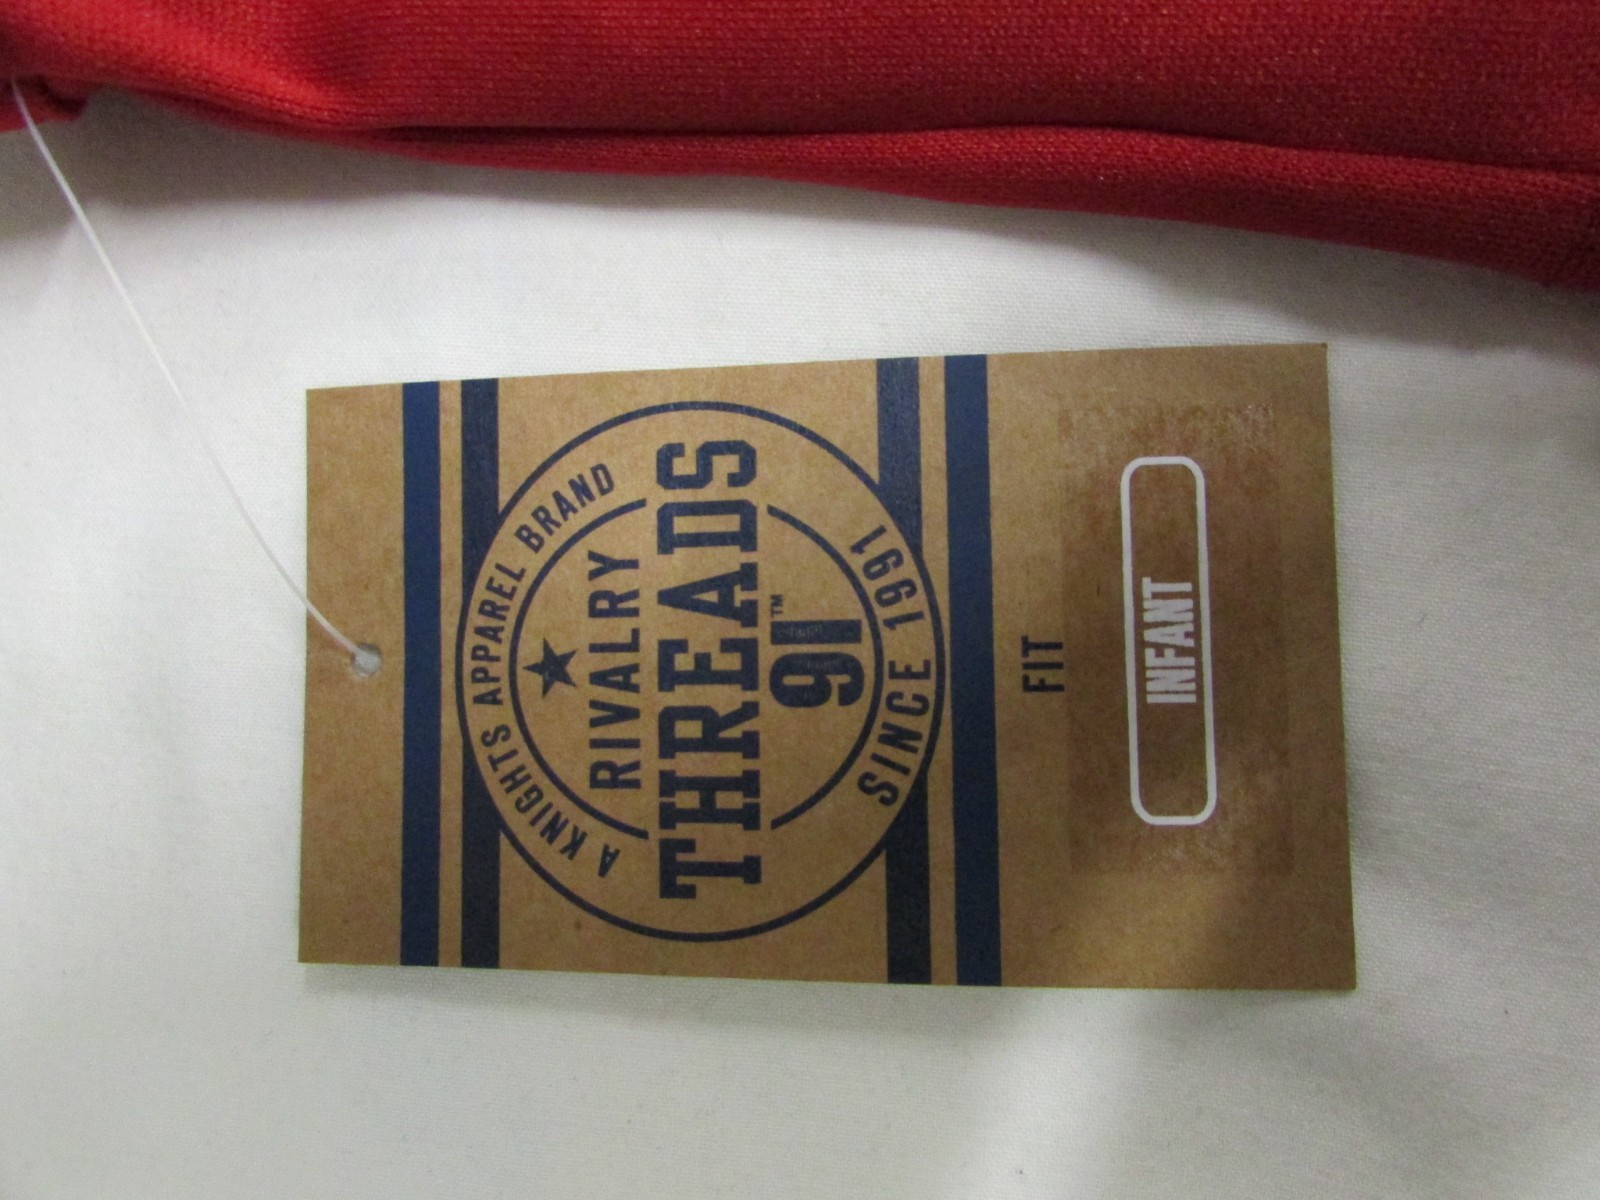 A KNIGHTS APPAREL BRAND
RIVALRY
THREADS
91™
SINCE 1991
FIT
INFANT